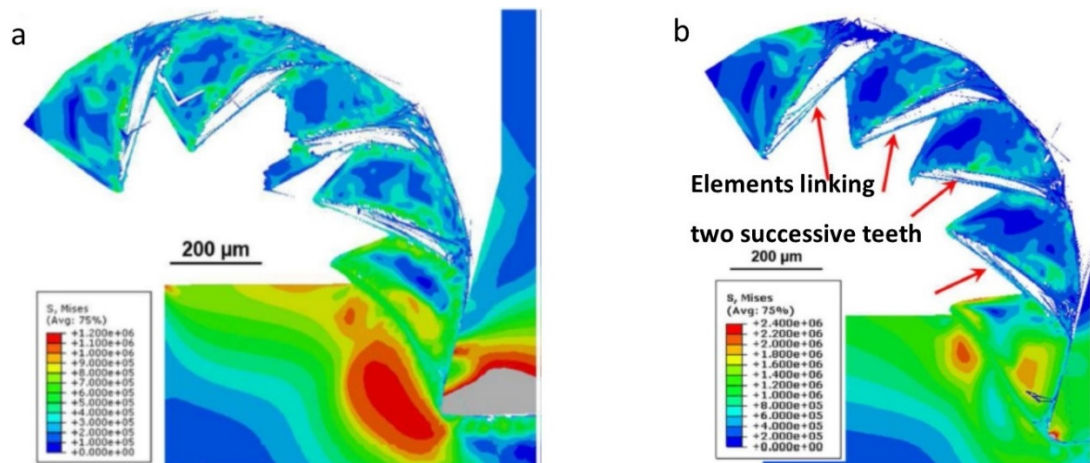 a
200 μm
S, Mises
(Avg: 75%)
+1.200e+06
+1.100e+06
+1.000e+06
+9.000e+05
+8.000e+05
+7.000e+05
+6.000e+05
+5.000e+05
+4.000e+05
+3.000e+05
+2.000e+05
+1.000e+05
+0.000e+00
b
Elements linking
two successive teeth
200 μm
S, Mises
(Avg: 75%)
+2.400e+06
+2.200e+06
+2.000e+06
+1.800e+06
+1.600e+06
+1.400e+06
+1.200e+06
+1.000e+06
+8.000e+05
+6.000e+05
+4.000e+05
+2.000e+05
+0.000e+00